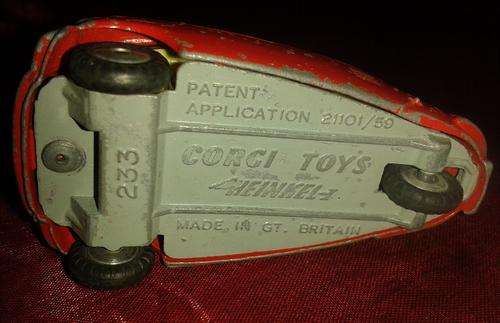 PATENT
APPLICATION 21101/59
CORGI TOYS
HEINKEL
MADE IN GT. BRITAIN
233